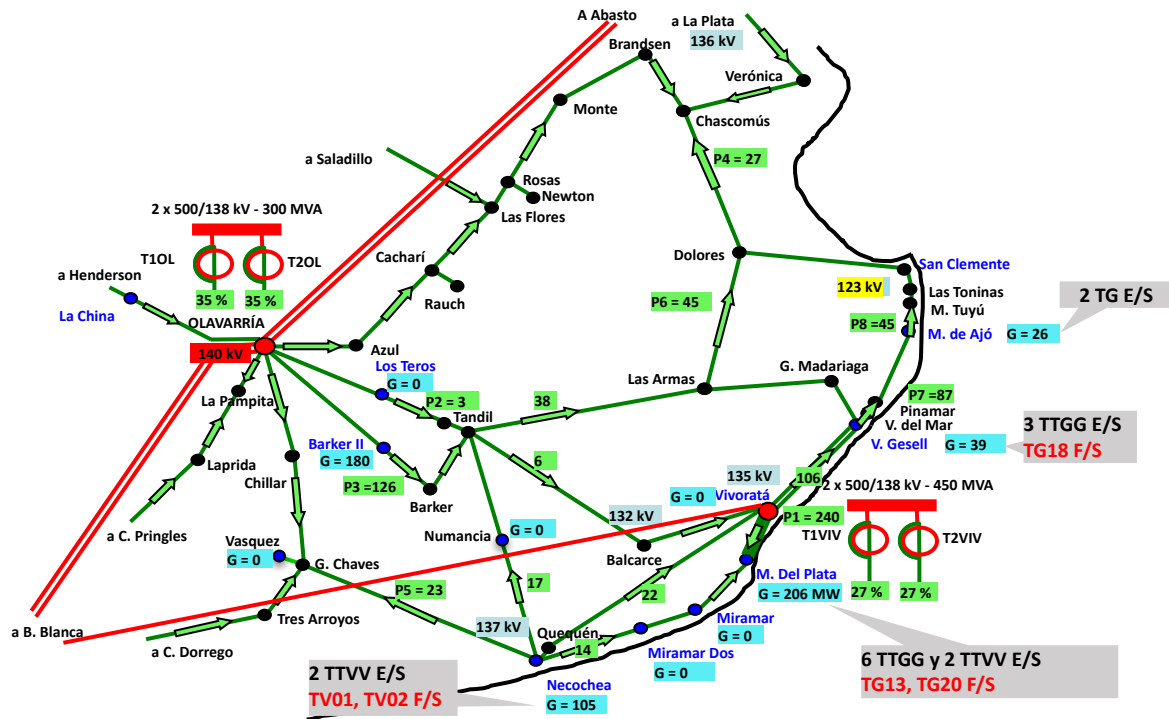 A Abasto
a La Plata
136 kV
Brandsen
Verónica
Monte
Chascomús
a Saladillo
P4 = 27
Rosas
Newton
Las Flores
2 x 500/138 kV - 300 MVA
T1OL
T2OL
35 %
35 %
a Henderson
La China
OLAVARRÍA
140 kV
Cacharí
Rauch
Azul
Dolores
San Clemente
123 kV
Las Toninas
M. Tuyú
P6 = 45
P8 =45
M. de Ajó
G = 26
2 TG E/S
Los Teros
G = 0
P2 = 3
Tandil
38
Las Armas
G. Madariaga
P7 =87
Pinamar
V. del Mar
V. Gesell
G = 39
3 TTGG E/S
TG18 F/S
La Pampita
Laprida
Chillar
a C. Pringles
Barker II
G = 180
P3 =126
Barker
6
135 kV
106
2 x 500/138 kV - 450 MVA
G = 0
Vivoratá
132 kV
P1 = 240
T1VIV
T2VIV
27 %
27 %
Numancia
G = 0
Balcarce
Vasquez
G = 0
G. Chaves
M. Del Plata
G = 206 MW
17
22
P5 = 23
Tres Arroyos
a B. Blanca
a C. Dorrego
137 kV
Quequén
14
Miramar
G = 0
Miramar Dos
G = 0
Necochea
G = 105
2 TTVV E/S
TV01, TV02 F/S
6 TTGG y 2 TTVV E/S
TG13, TG20 F/S